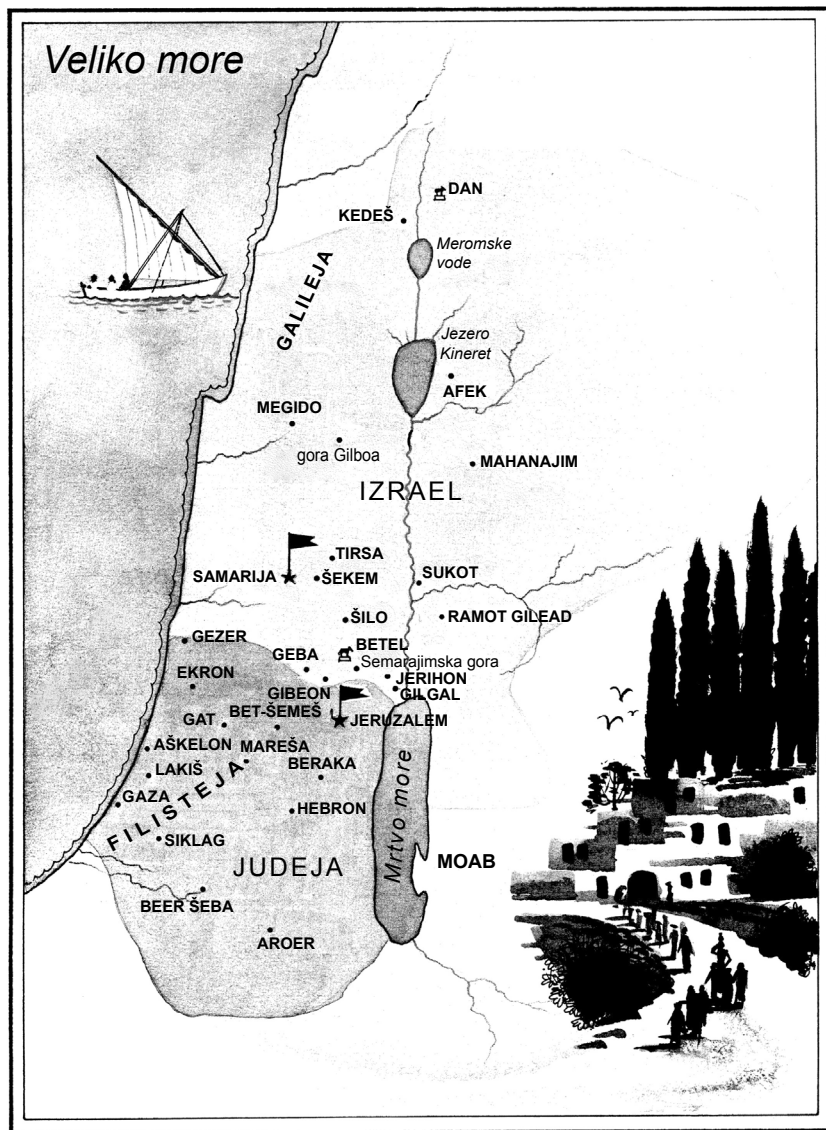 Veliko more
DAN
KEDEŠ
Meromske
vode
GALILEJA
Jezero
Kineret
AFEK
MEGIDO
gora Gilboa
MAHANAJIM
IZRAEL
TIRSA
SAMARIJA
ŠEKEM
SUKOT
ŠILO
RAMOT GILEAD
GEZER
BETEL
GEBA
Semarajimska gora
EKRON
JERIHON
GIBEON
GILGAL
BET-ŠEMEŠ
GAT
JERUZALEM
AŠKELON
MAREŠA
BERAKA
LAKIŠ
GAZA
FILISTEJA
HEBRON
Mrtvo more
SIKLAG
JUDEJA
MOAB
BEER ŠEBA
AROER